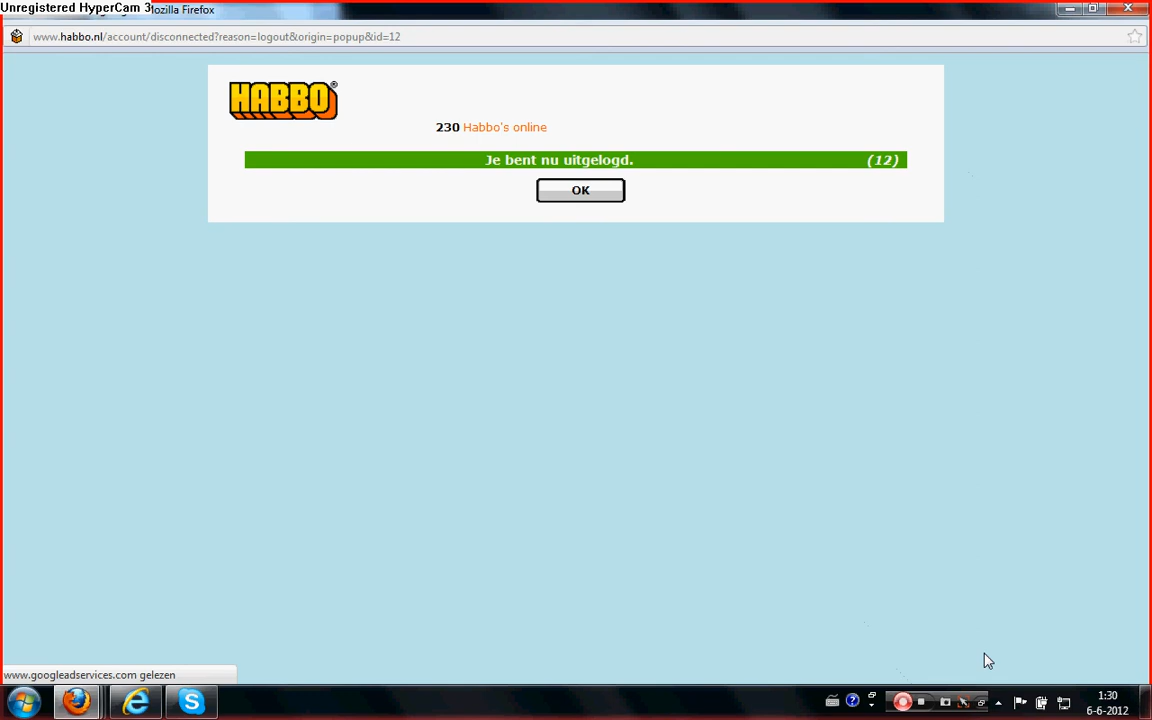 Unregistered HyperCam 3 Mozilla Firefox
www.habbo.nl/account/disconnected?reason=logout&origin=popup&id=12
HABBO®
230 Habbo's online
Je bent nu uitgelogd. (12)
OK
www.googleadservices.com gelezen
1:30
6-6-2012